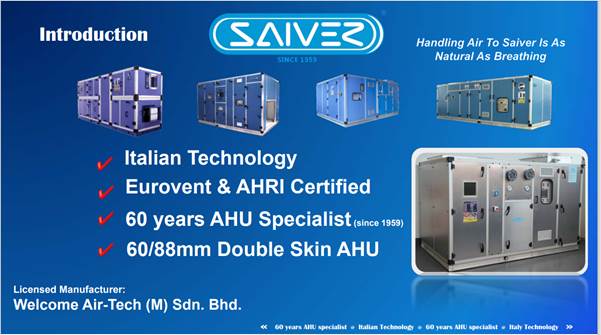 Introduction
SAIVER®
SINCE 1959
Handling Air To Saiver Is As
Natural As Breathing
Italian Technology
Eurovent & AHRI Certified
60 years AHU Specialist (since 1959)
60/88mm Double Skin AHU
Licensed Manufacturer:
Welcome Air-Tech (M) Sdn. Bhd.
60 years AHU specialist Italian Technology 60 years AHU specialist Italy Technology